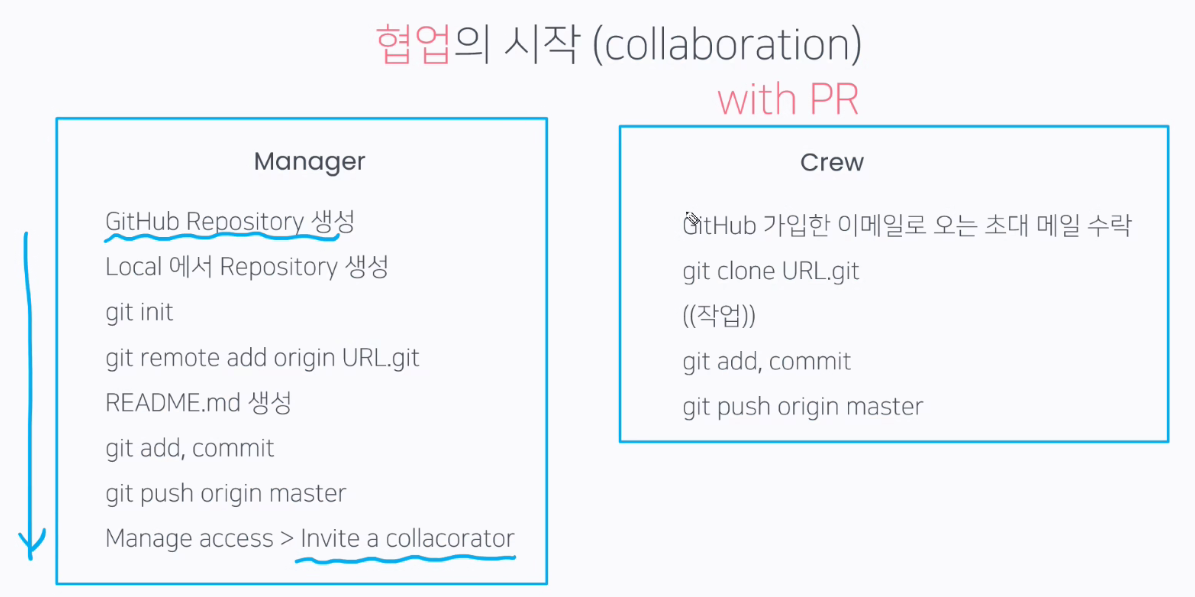 협업의 시작 (collaboration)
with PR
Manager
GitHub Repository 생성
Local 에서 Repository 생성
git init
git remote add origin URL.git
README.md 생성
git add, commit
git push origin master
Manage access > Invite a collacorator
Crew
GitHub 가입한 이메일로 오는 초대 메일 수락
git clone URL.git
((작업))
git add, commit
git push origin master